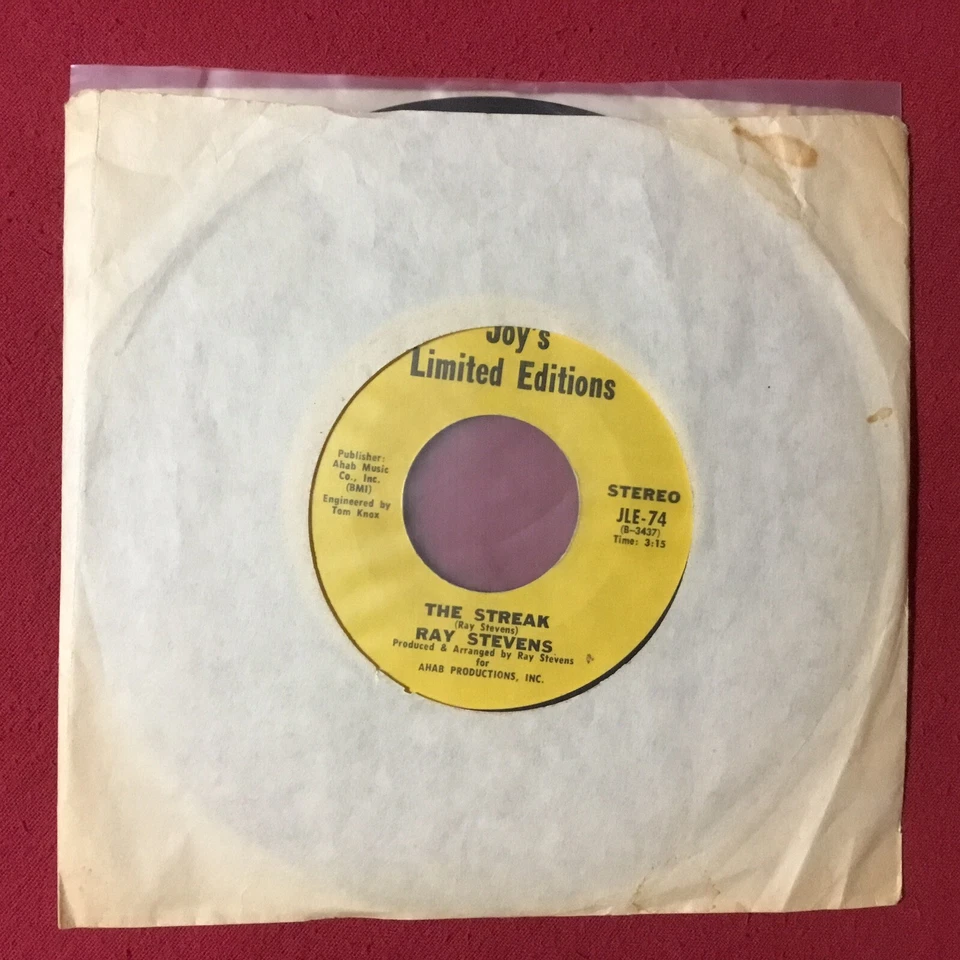 Joy's
Limited Editions
Publisher:
Ahab Music
Co., Inc.
(BMI)
Engineered by
Tom Knox
STEREO
JLE-74
(B-3437)
Time: 3:15
THE STREAK
(Ray Stevens)
RAY STEVENS
Produced & Arranged by Ray Stevens
for
AHAB PRODUCTIONS, INC.